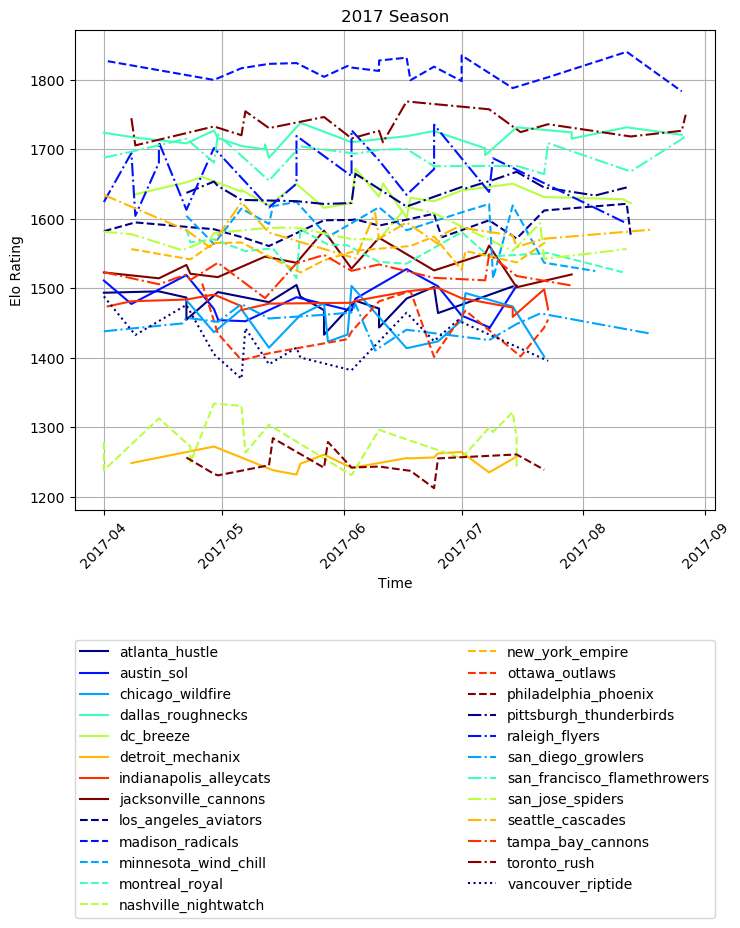 2017 Season
1800
1700
1600
1500
1400
1300
1200
Elo Rating
2017-04
2017-05
2017-06
2017-07
2017-08
2017-09
Time
atlanta_hustle
austin_sol
chicago_wildfire
dallas_roughnecks
dc_breeze
detroit_mechanix
indianapolis_alleycats
jacksonville_cannons
los_angeles_aviators
madison_radicals
minnesota_wind_chill
montreal_royal
nashville_nightwatch
new_york_empire
ottawa_outlaws
philadelphia_phoenix
pittsburgh_thunderbirds
raleigh_flyers
san_diego_growlers
san_francisco_flamethrowers
san_jose_spiders
seattle_cascades
tampa_bay_cannons
toronto_rush
vancouver_riptide